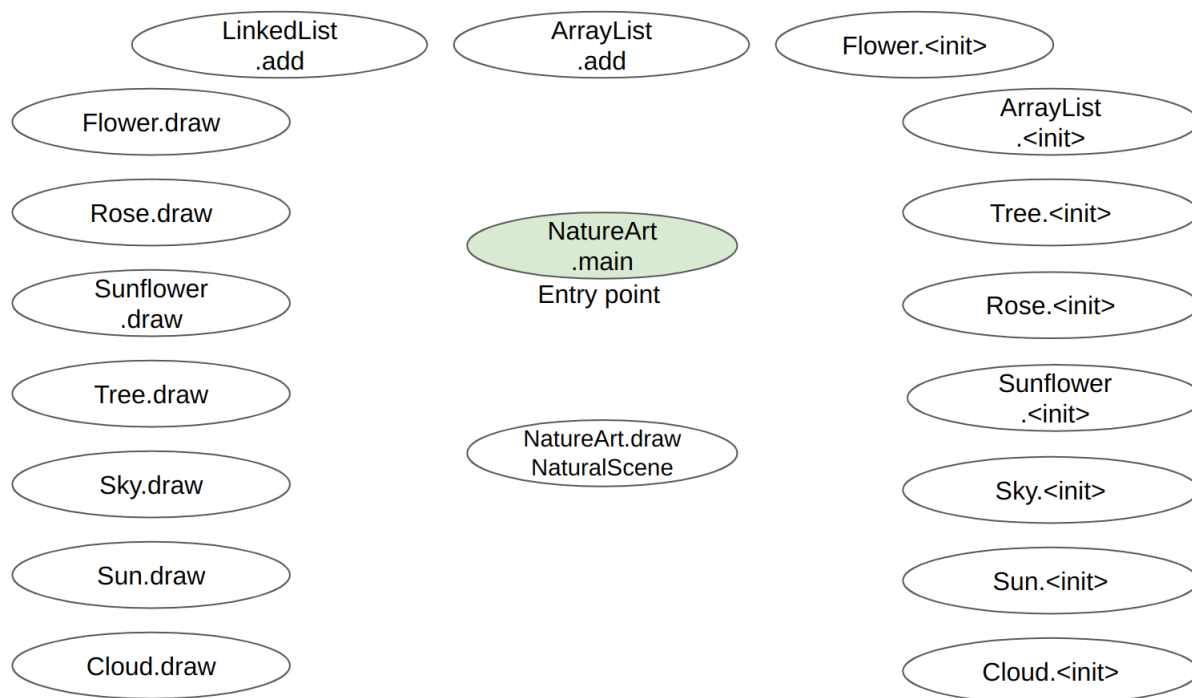 LinkedList
.add
ArrayList
.add
Flower.<init>
Flower.draw
ArrayList
.<init>
Rose.draw
NatureArt
.main
Entry point
Tree.<init>
Sunflower
.draw
Rose.<init>
Tree.draw
Sunflower
.<init>
NatureArt.draw
NaturalScene
Sky.draw
Sky.<init>
Sun.draw
Sun.<init>
Cloud.draw
Cloud.<init>